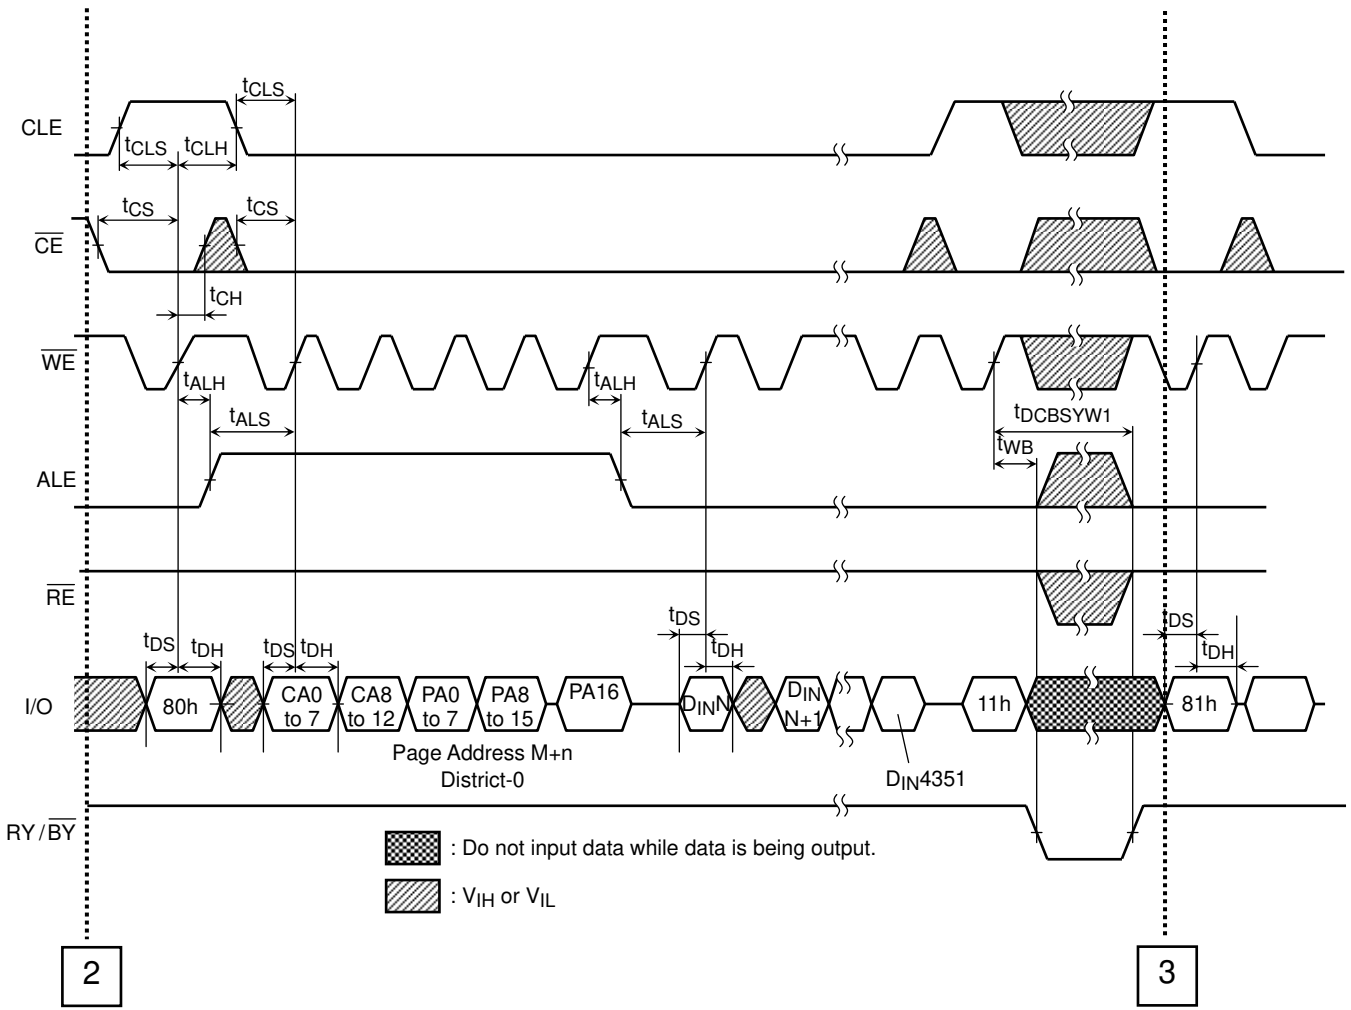 tCLS
CLE
tCLS
tCLH
tCS
tCS
CE
tCH
WE
tALH
tALH
tALS
tALS
tDCBSYW1
tWB
ALE
RE
tDS
tDH
tDS
tDH
tDS
tDH
tDS
tDH
I/O
80h
CA0
to 7
CA8
to 12
PA0
to 7
PA8
to 15
PA16
DINN
DIN
N+1
11h
81h
Page Address M+n
District-0
DIN4351
RY/BY
: Do not input data while data is being output.
: VIH or VIL
2
3